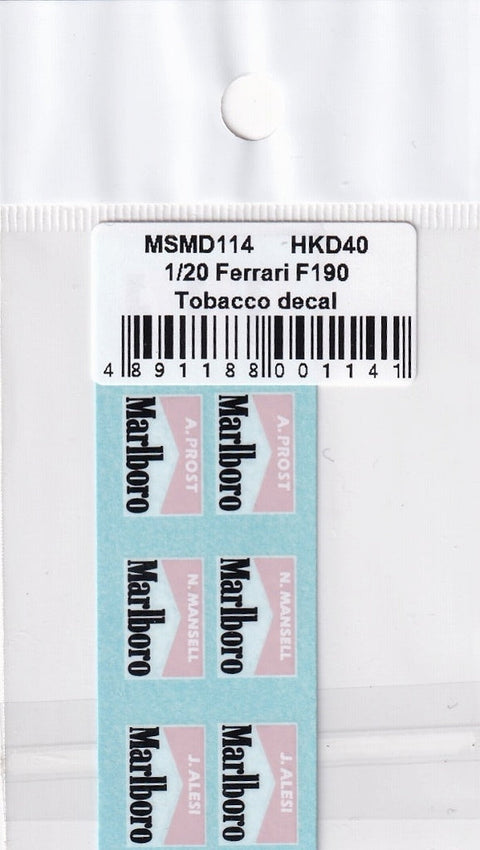 MSMD114 HKD40
1/20 Ferrari F190
Tobacco decal
4 891188 001141
A. PROST
Marlboro
A. PROST
Marlboro
N. MANSELL
Marlboro
N. MANSELL
Marlboro
J. ALESI
Marlboro
J. ALESI
Marlboro